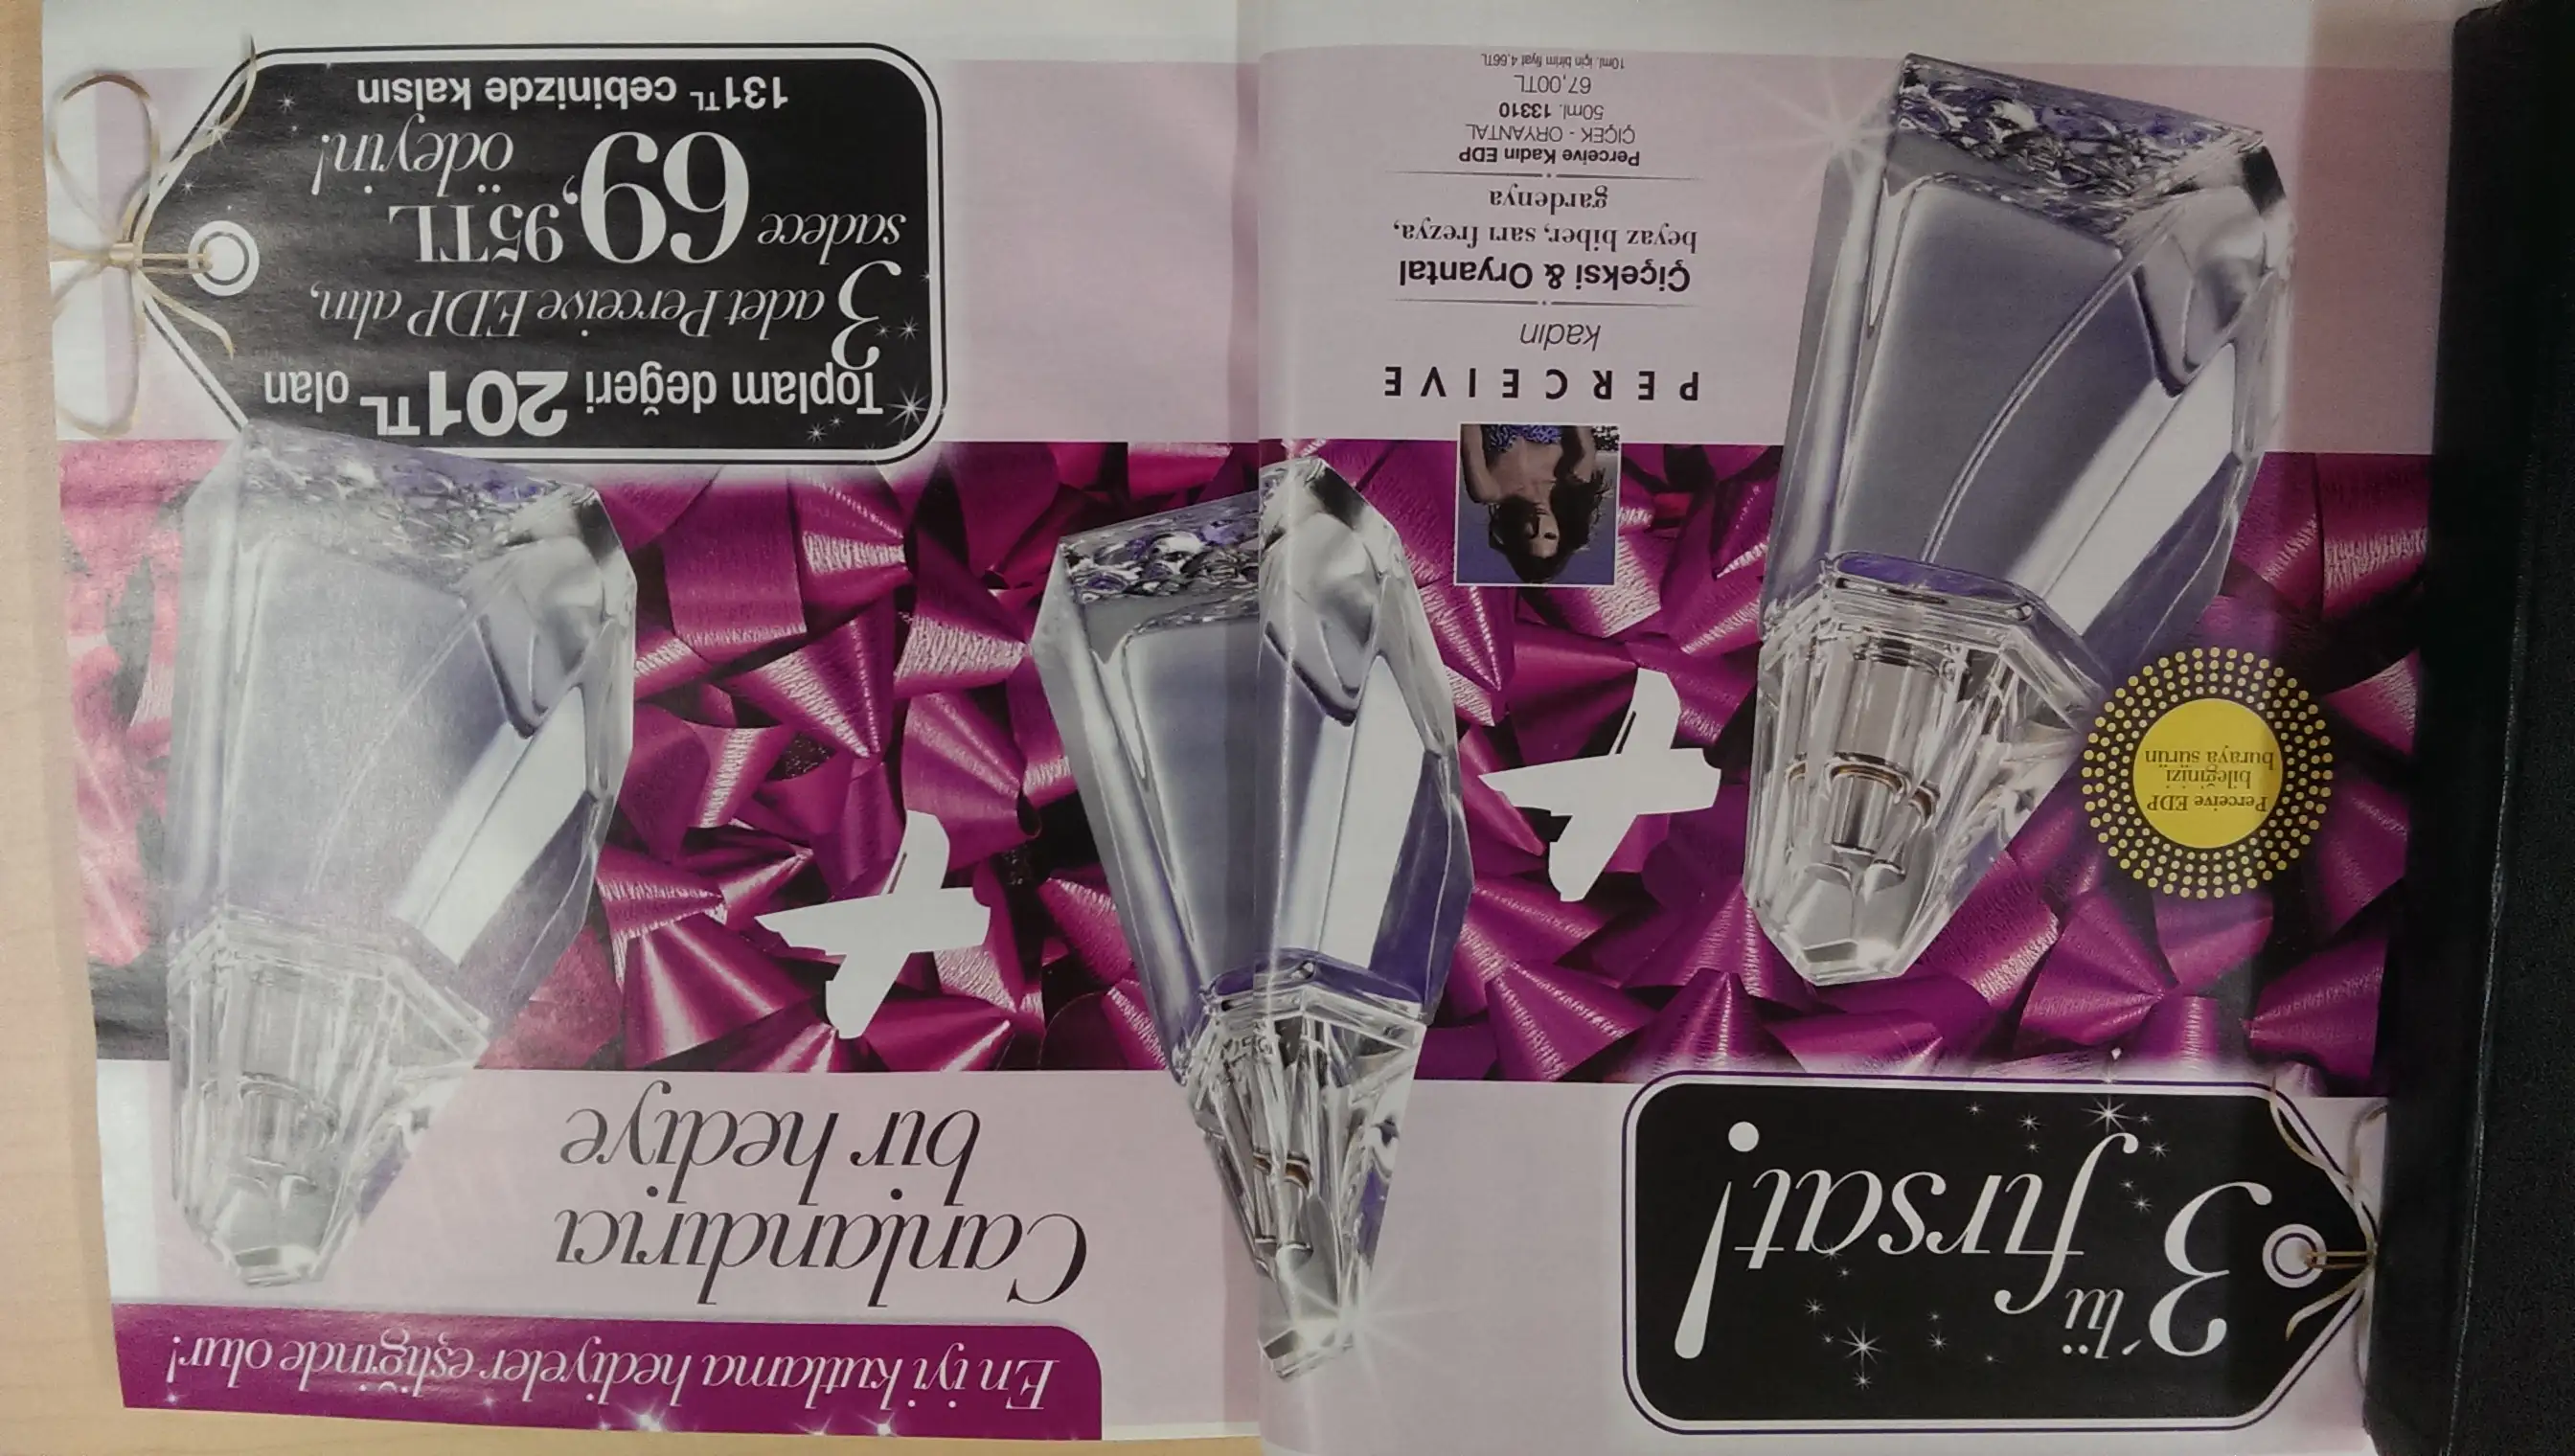 3'lü
fırsat!
En iyi kutlama hediyeler eşliğinde olur!
Canlandırıcı
bir hediye
Perceive EDP
bileğinizi
buraya sürün
PERCEIVE
kadın
Çiçeksi & Oryantal
beyaz biber, sarı frezya,
gardenya
Perceive Kadın EDP
ÇİÇEK - ORYANTAL
50ml. 13310
67,00TL
10ml. için birim fiyat 4,66TL
Toplam değeri 201TL olan
3 adet Perceive EDP alın,
sadece 69,95TL ödeyin!
131TL cebinizde kalsın